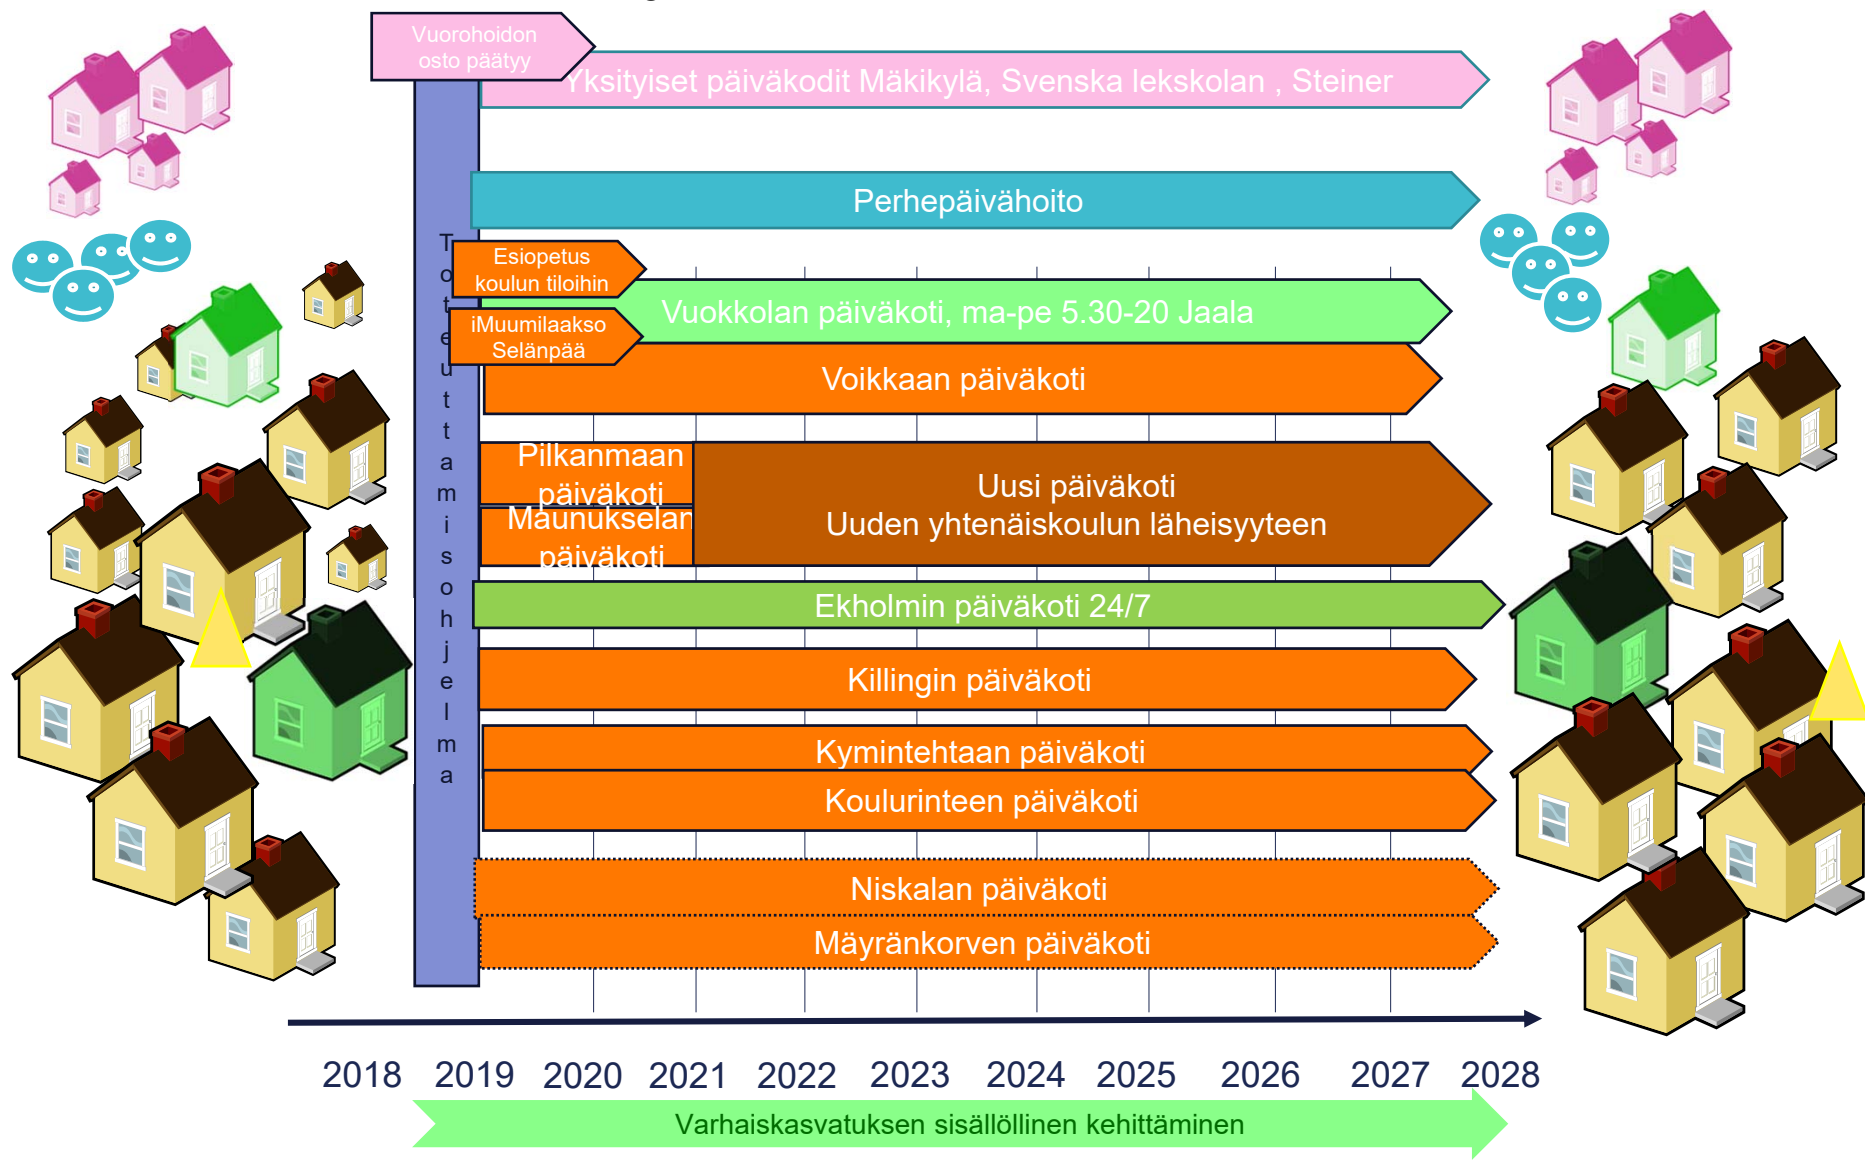 Vuorohoidon
osto päätyy
Yksityiset päiväkodit Mäkikylä, Svenska lekskolan , Steiner
Perhepäivähoito
Toteuttamisohjelma
Esiopetus
koulun tiloihin
Vuokkolan päiväkoti, ma-pe 5.30-20 Jaala
iMuumilaakso
Selänpää
Voikkaan päiväkoti
Pilkanmaan
päiväkoti
Maunukselan
päiväkoti
Uusi päiväkoti
Uuden yhtenäiskoulun läheisyyteen
Ekholmin päiväkoti 24/7
Killingin päiväkoti
Kymintehtaan päiväkoti
Koulurinteen päiväkoti
Niskalan päiväkoti
Mäyränkorven päiväkoti
2018 2019 2020 2021 2022 2023 2024 2025 2026 2027 2028
Varhaiskasvatuksen sisällöllinen kehittäminen